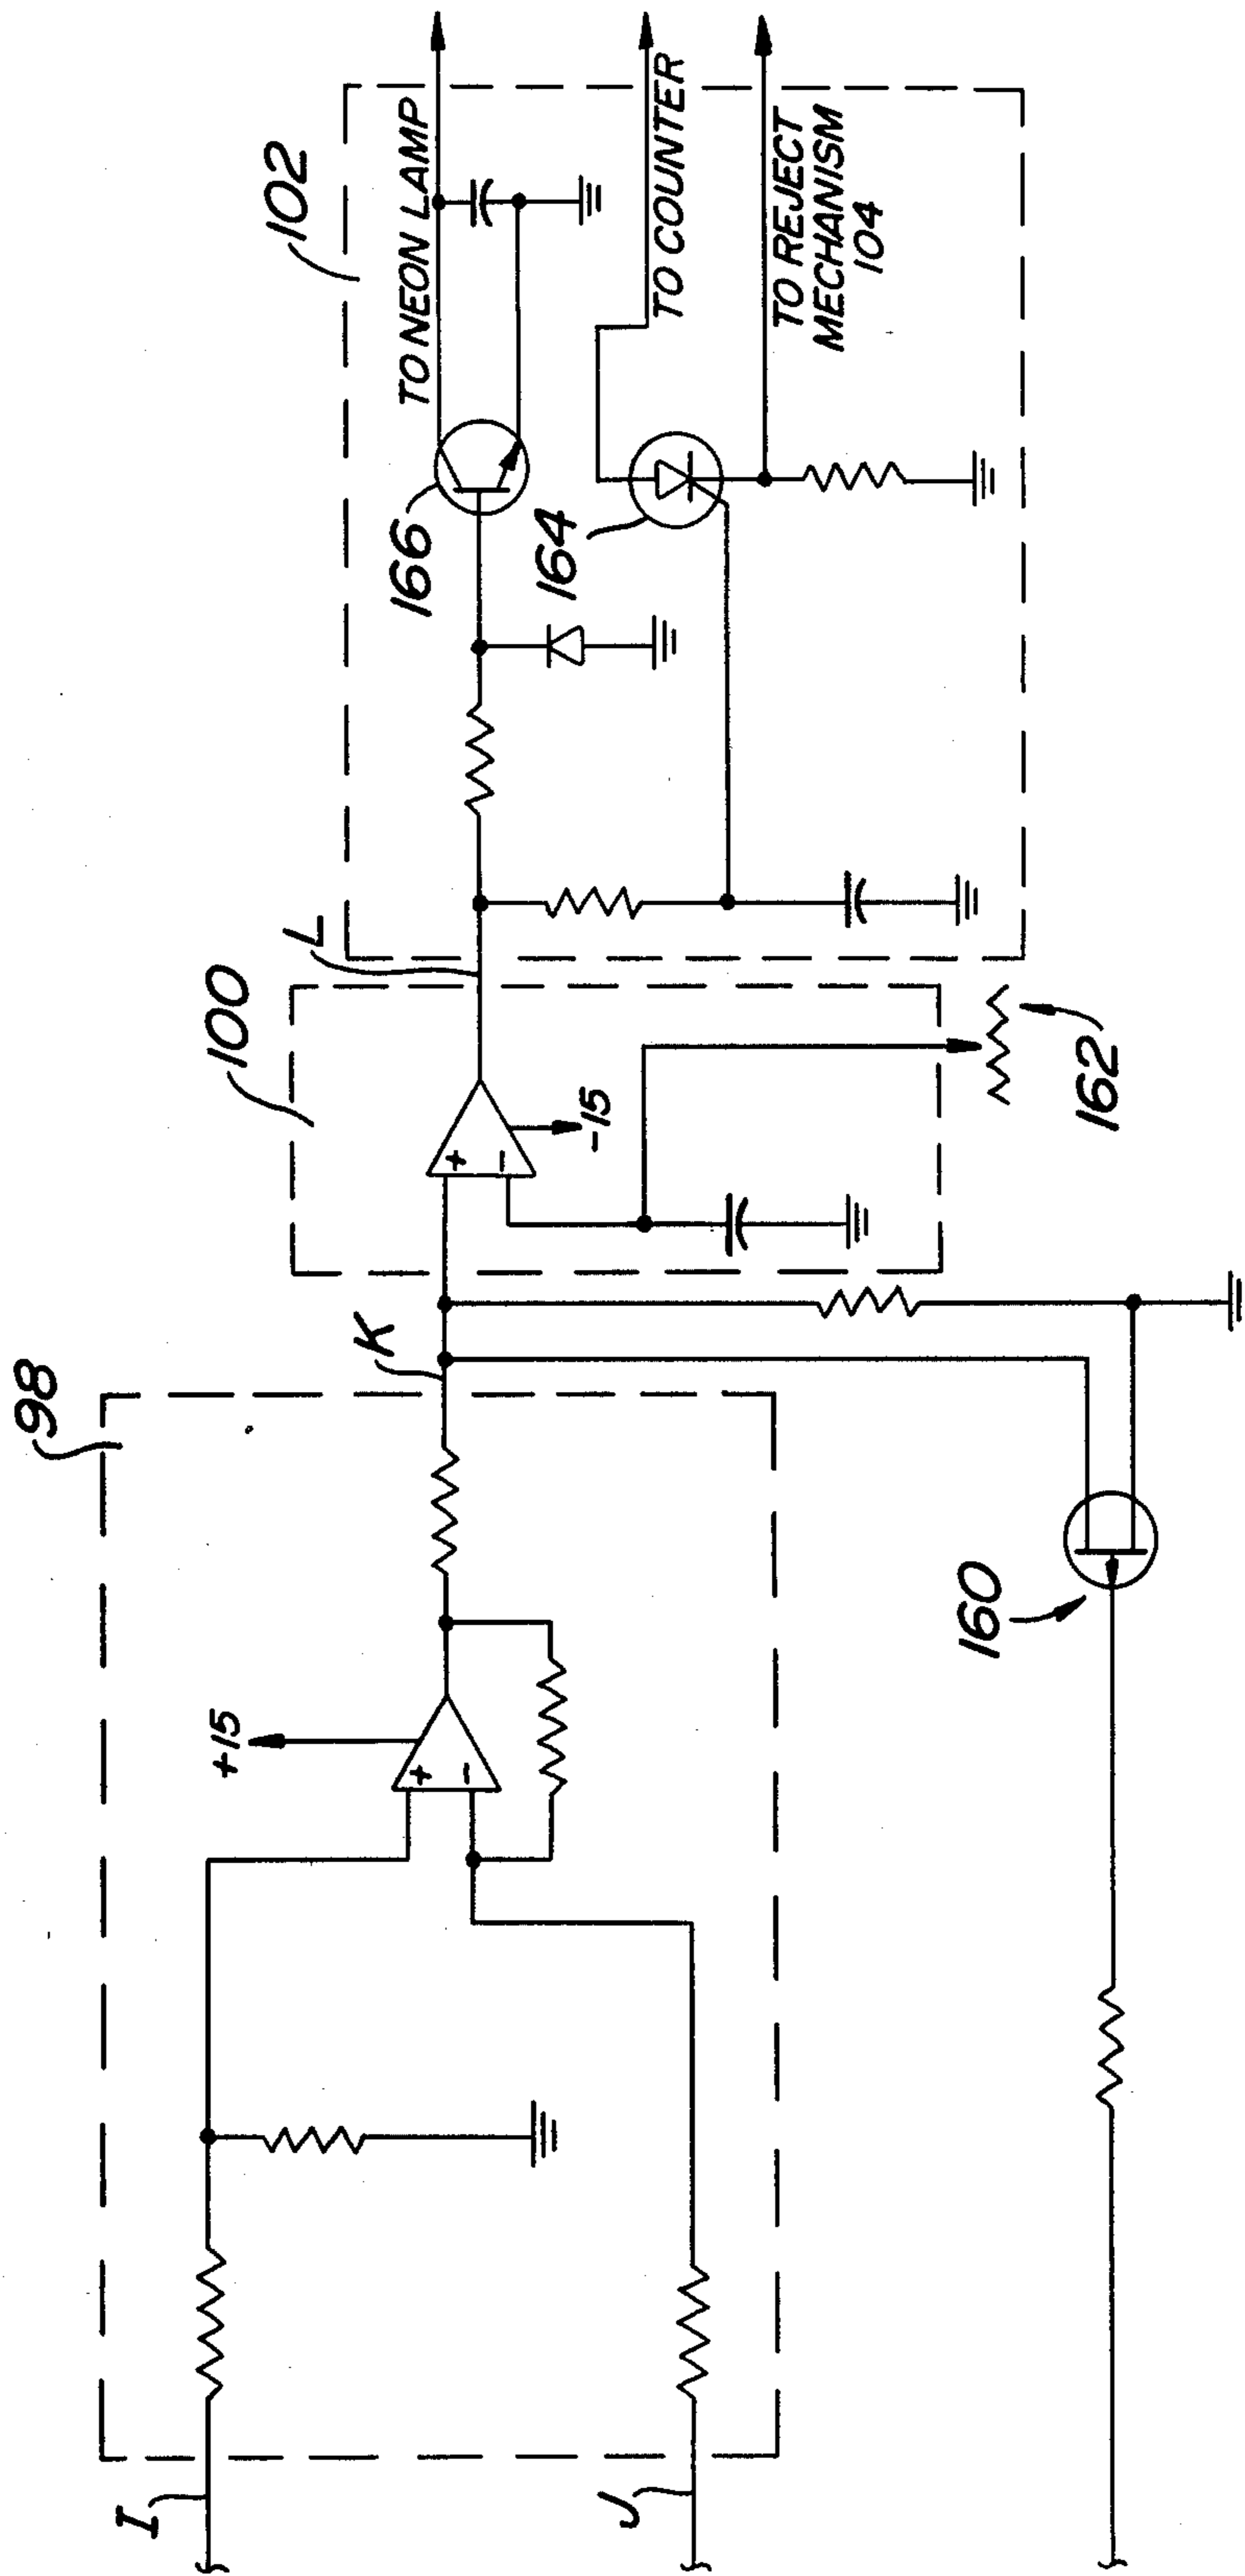 98
I
J
+15
+
-
K
160
100
+
-
-15
162
L
102
166
164
TO NEON LAMP
TO COUNTER
TO REJECT
MECHANISM
104